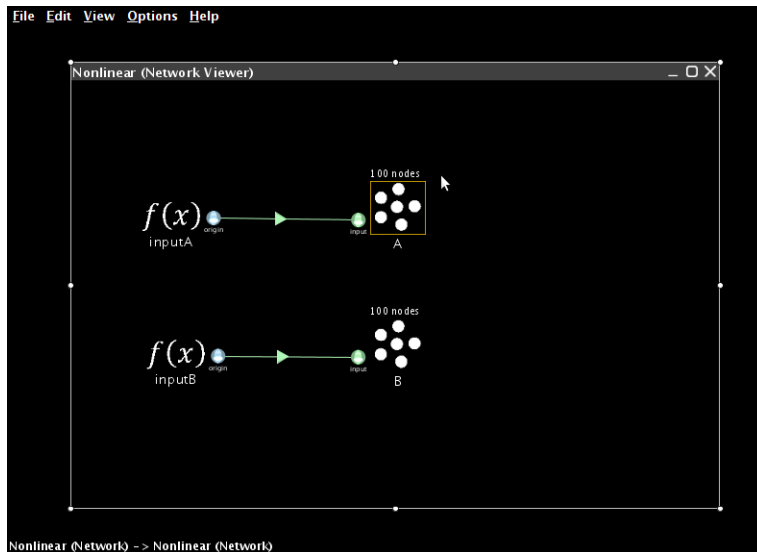 File Edit View Options Help
Nonlinear (Network Viewer)
100 nodes
f(x)
origin
input
inputA
A
100 nodes
f(x)
origin
input
inputB
B
Nonlinear (Network) -> Nonlinear (Network)